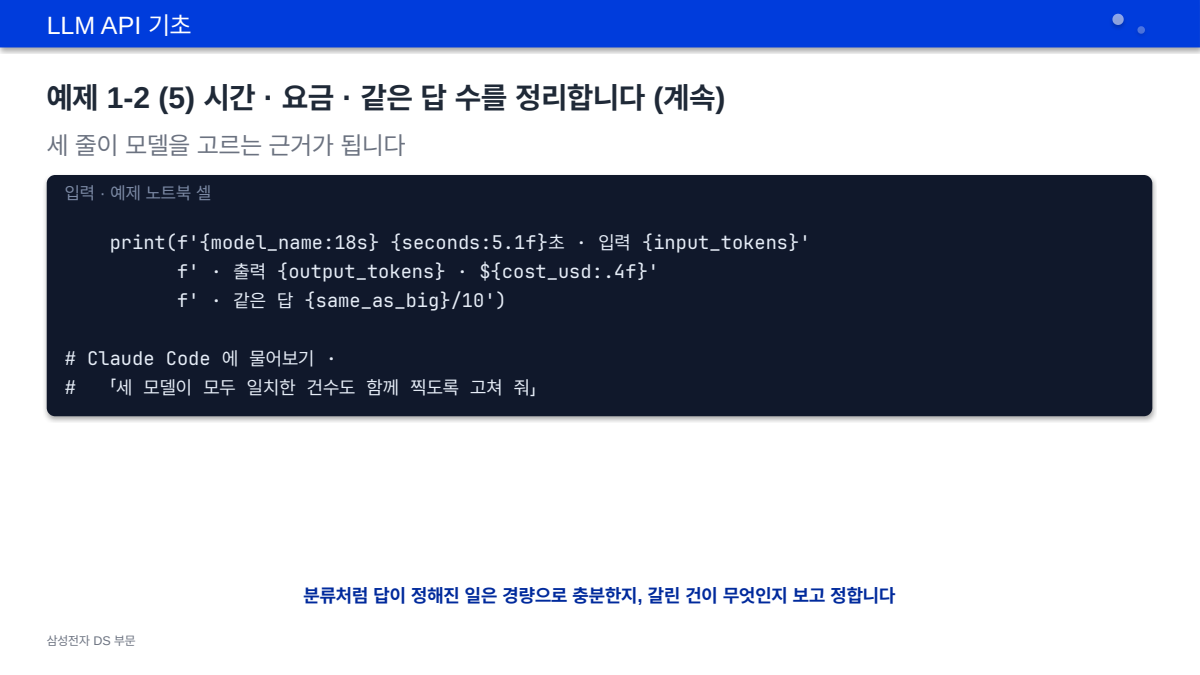 LLM API 기초
예제 1-2 (5) 시간 · 요금 · 같은 답 수를 정리합니다 (계속)
세 줄이 모델을 고르는 근거가 됩니다
입력 · 예제 노트북 셀
    print(f'{model_name:18s} {seconds:5.1f}초 · 입력 {input_tokens}'
          f' · 출력 {output_tokens} · ${cost_usd:.4f}'
          f' · 같은 답 {same_as_big}/10')
# Claude Code 에 물어보기 ·
#   「세 모델이 모두 일치한 건수도 함께 찍도록 고쳐 줘」
분류처럼 답이 정해진 일은 경량으로 충분한지, 갈린 건이 무엇인지 보고 정합니다
삼성전자 DS 부문